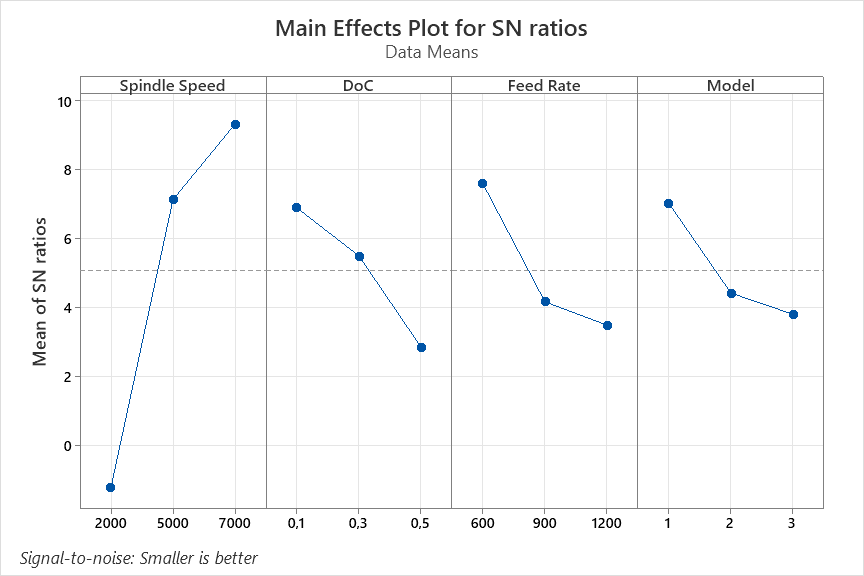 Main Effects Plot for SN ratios
Data Means
Spindle Speed DoC Feed Rate Model
Mean of SN ratios
10
8
6
4
2
0
2000 5000 7000 0,1 0,3 0,5 600 900 1200 1 2 3
Signal-to-noise: Smaller is better